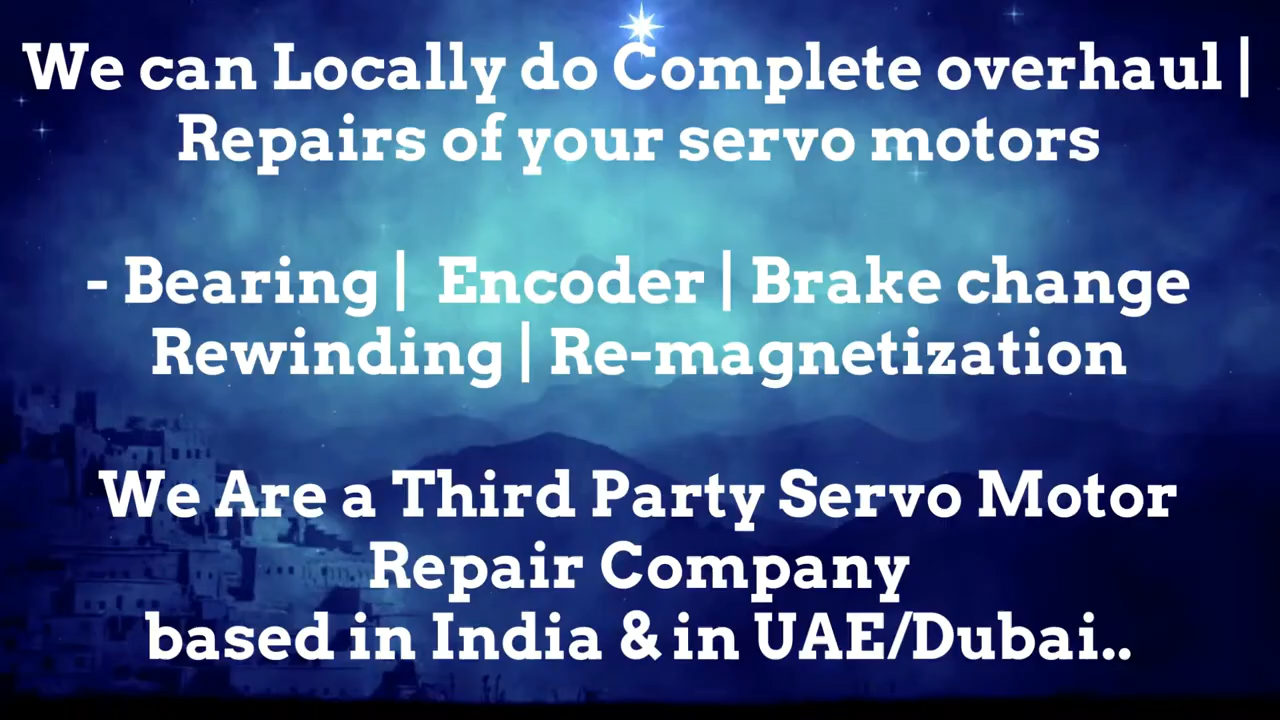 We can Locally do Complete overhaul |
Repairs of your servo motors
- Bearing | Encoder | Brake change
Rewinding | Re-magnetization
We Are a Third Party Servo Motor
Repair Company
based in India & in UAE/Dubai..